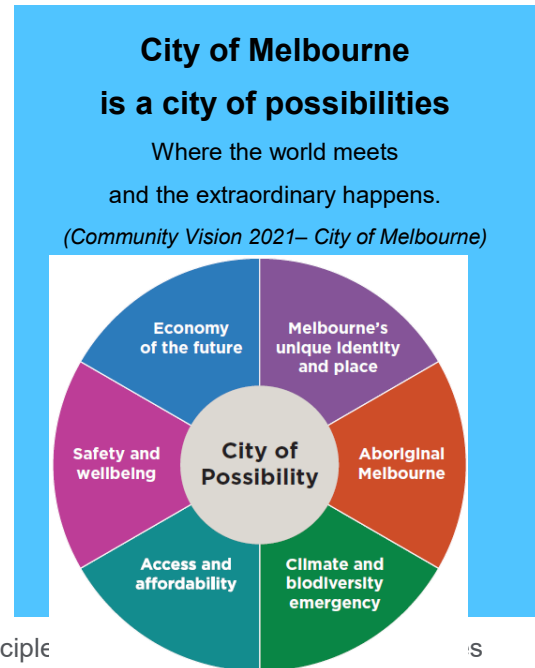 City of Melbourne
is a city of possibilities
Where the world meets
and the extraordinary happens.
(Community Vision 2021– City of Melbourne)
Economy
of the future
Melbourne's
unique identity
and place
Safety and
wellbeing
City of
Possibility
Aboriginal
Melbourne
Access and
affordability
Climate and
biodiversity
emergency